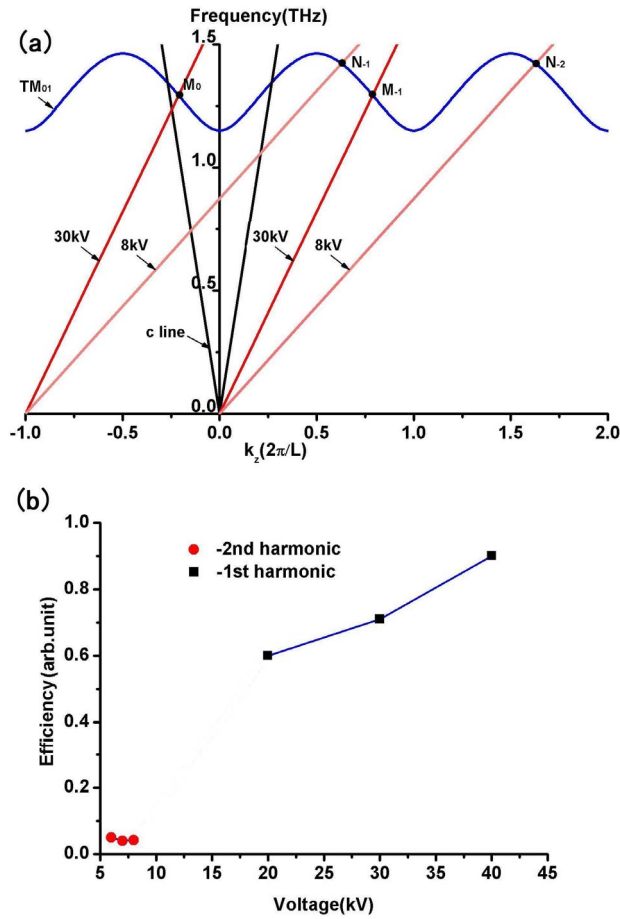 (a)
Frequency(THz)
1.5
1.0
0.5
0.0
TM₀₁
M₀
N₋₁
M₋₁
N₋₂
30kV
8kV
30kV
8kV
c line
-1.0 -0.5 0.0 0.5 1.0 1.5 2.0
k_z(2π/L)
(b)
1.0
0.8
0.6
0.4
0.2
0.0
Efficiency(arb.unit)
-2nd harmonic
-1st harmonic
5 10 15 20 25 30 35 40 45
Voltage(kV)